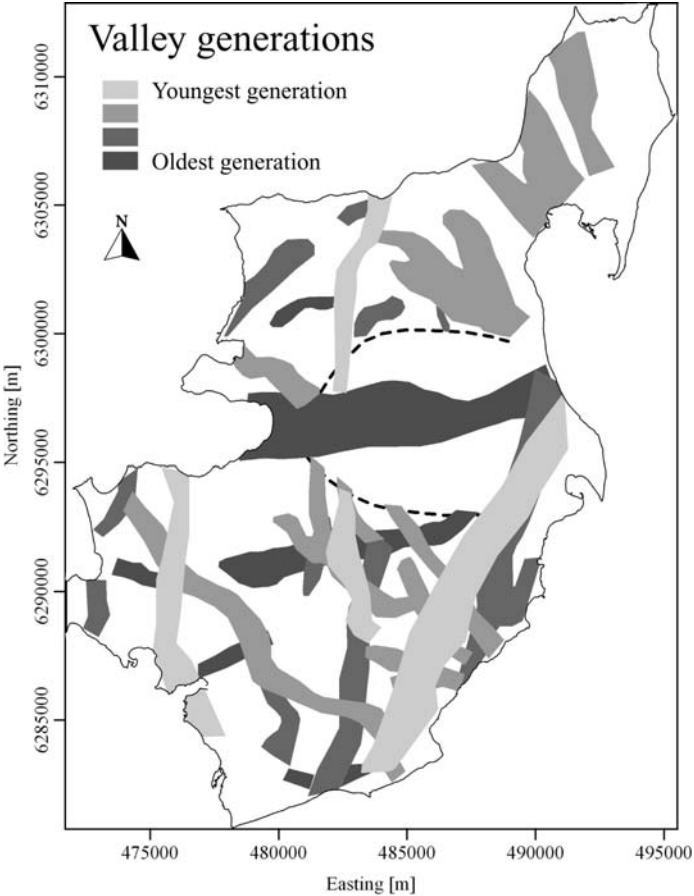 Valley generations
Youngest generation
Oldest generation
N
6310000
6305000
6300000
6295000
6290000
6285000
Northing [m]
475000 480000 485000 490000 495000
Easting [m]